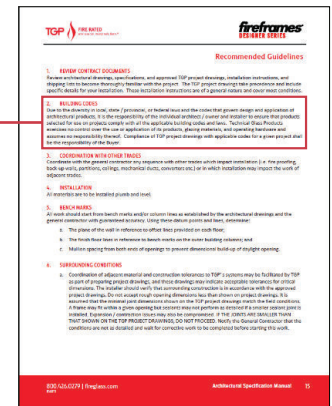 TGP FIRE RATED
fireframes
DESIGNER SERIES
Recommended Guidelines
1. REVIEW CONTRACT DOCUMENTS
Review architectural drawings, specifications, and approved TGP project drawings, installation instructions, and
shipping lists to become thoroughly familiar with the project. The TGP project drawings take precedence and include
specific details for your installation. These installation instructions are of a general nature and cover most conditions.
2. BUILDING CODES
Due to the diversity in local, state / provincial, or federal laws and the codes that govern design and application of
architectural products, it is the responsibility of the individual architect / owner and installer to ensure that products
selected for use on projects comply with all the applicable building codes and laws. Technical Glass Products
exercises no control over the use or application of its products, glazing materials, and operating hardware and
assumes no responsibility thereof. Compliance of TGP project drawings with applicable codes for a given project shall
be the responsibility of the Buyer.
3. COORDINATION WITH OTHER TRADES
Coordinate with the general contractor any sequence with other trades which impact installation (i.e. fire proofing,
back-up walls, partitions, ceilings, mechanical ducts, converters etc.) or in which installation may impact the work of
adjacent trades.
4. INSTALLATION
All materials are to be installed plumb and level.
5. BENCH MARKS
All work should start from bench marks and/or column lines as established by the architectural drawings and the
general contractor with guaranteed accuracy. Using these datum points and lines, determine:
a. The plane of the wall in reference to offset lines provided on each floor;
b. The finish floor lines in reference to bench marks on the outer building columns; and
c. Mullion spacing from both ends of openings to prevent dimensional build-up of daylight opening.
6. SURROUNDING CONDITIONS
a. Coordination of adjacent material and construction tolerances to TGP's systems may be facilitated by TGP
as part of preparing project drawings, and these drawings may indicate acceptable tolerances for critical
dimensions. The installer should verify that surrounding construction is in accordance with the approved
project drawings. Do not accept rough opening dimensions less than shown on project drawings. It is
assumed that the minimal joint dimensions shown on the TGP project drawings match the field conditions.
A frame may fit within a given opening but sealants may not perform as desired if a smaller sealant joint is
installed. Expansion / contraction issues may also be compromised. IF THE JOINTS ARE SMALLER THAN
THAT SHOWN ON THE TGP PROJECT DRAWINGS, DO NOT PROCEED. Notify the General Contractor that the
conditions are not as detailed and wait for corrective work to be completed before starting this work.
800.426.0279 | fireglass.com
Architectural Specification Manual 15